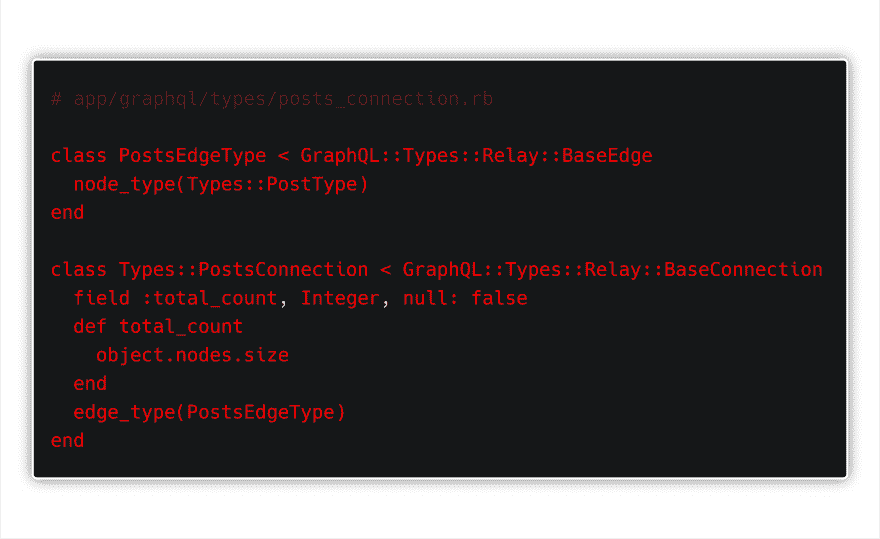 # app/graphql/types/posts_connection.rb
class PostsEdgeType < GraphQL::Types::Relay::BaseEdge
  node_type(Types::PostType)
end
class Types::PostsConnection < GraphQL::Types::Relay::BaseConnection
  field :total_count, Integer, null: false
  def total_count
    object.nodes.size
  end
  edge_type(PostsEdgeType)
end